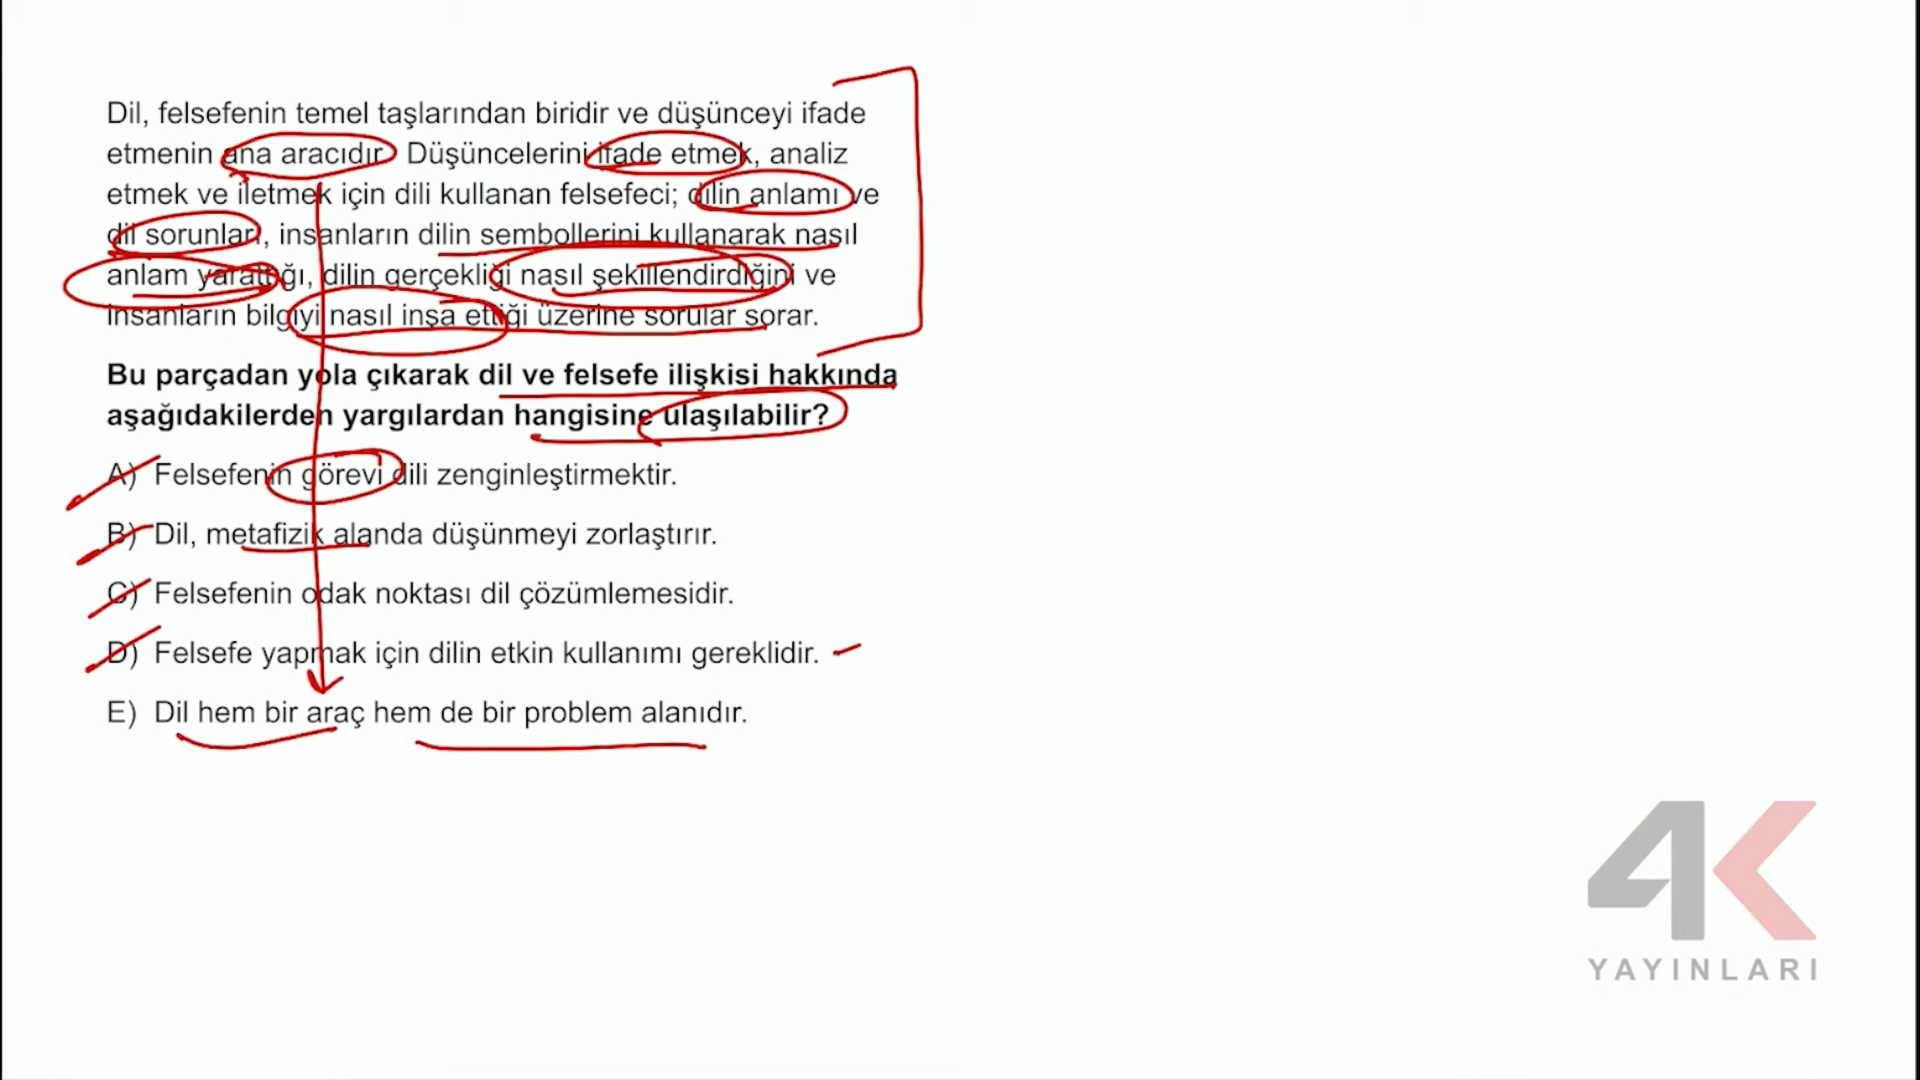 Dil, felsefenin temel taşlarından biridir ve düşünceyi ifade
etmenin ana aracıdır. Düşüncelerini ifade etmek, analiz
etmek ve iletmek için dili kullanan felsefeci; dilin anlamı ve
dil sorunları, insanların dilin sembollerini kullanarak nasıl
anlam yarattığı, dilin gerçekliği nasıl şekillendirdiğini ve
insanların bilgiyi nasıl inşa ettiği üzerine sorular sorar.
Bu parçadan yola çıkarak dil ve felsefe ilişkisi hakkında
aşağıdakilerden yargılardan hangisine ulaşılabilir?
A) Felsefenin görevi dili zenginleştirmektir.
B) Dil, metafizik alanda düşünmeyi zorlaştırır.
C) Felsefenin odak noktası dil çözümlemesidir.
D) Felsefe yapmak için dilin etkin kullanımı gereklidir.
E) Dil hem bir araç hem de bir problem alanıdır.
4K
YAYINLARI